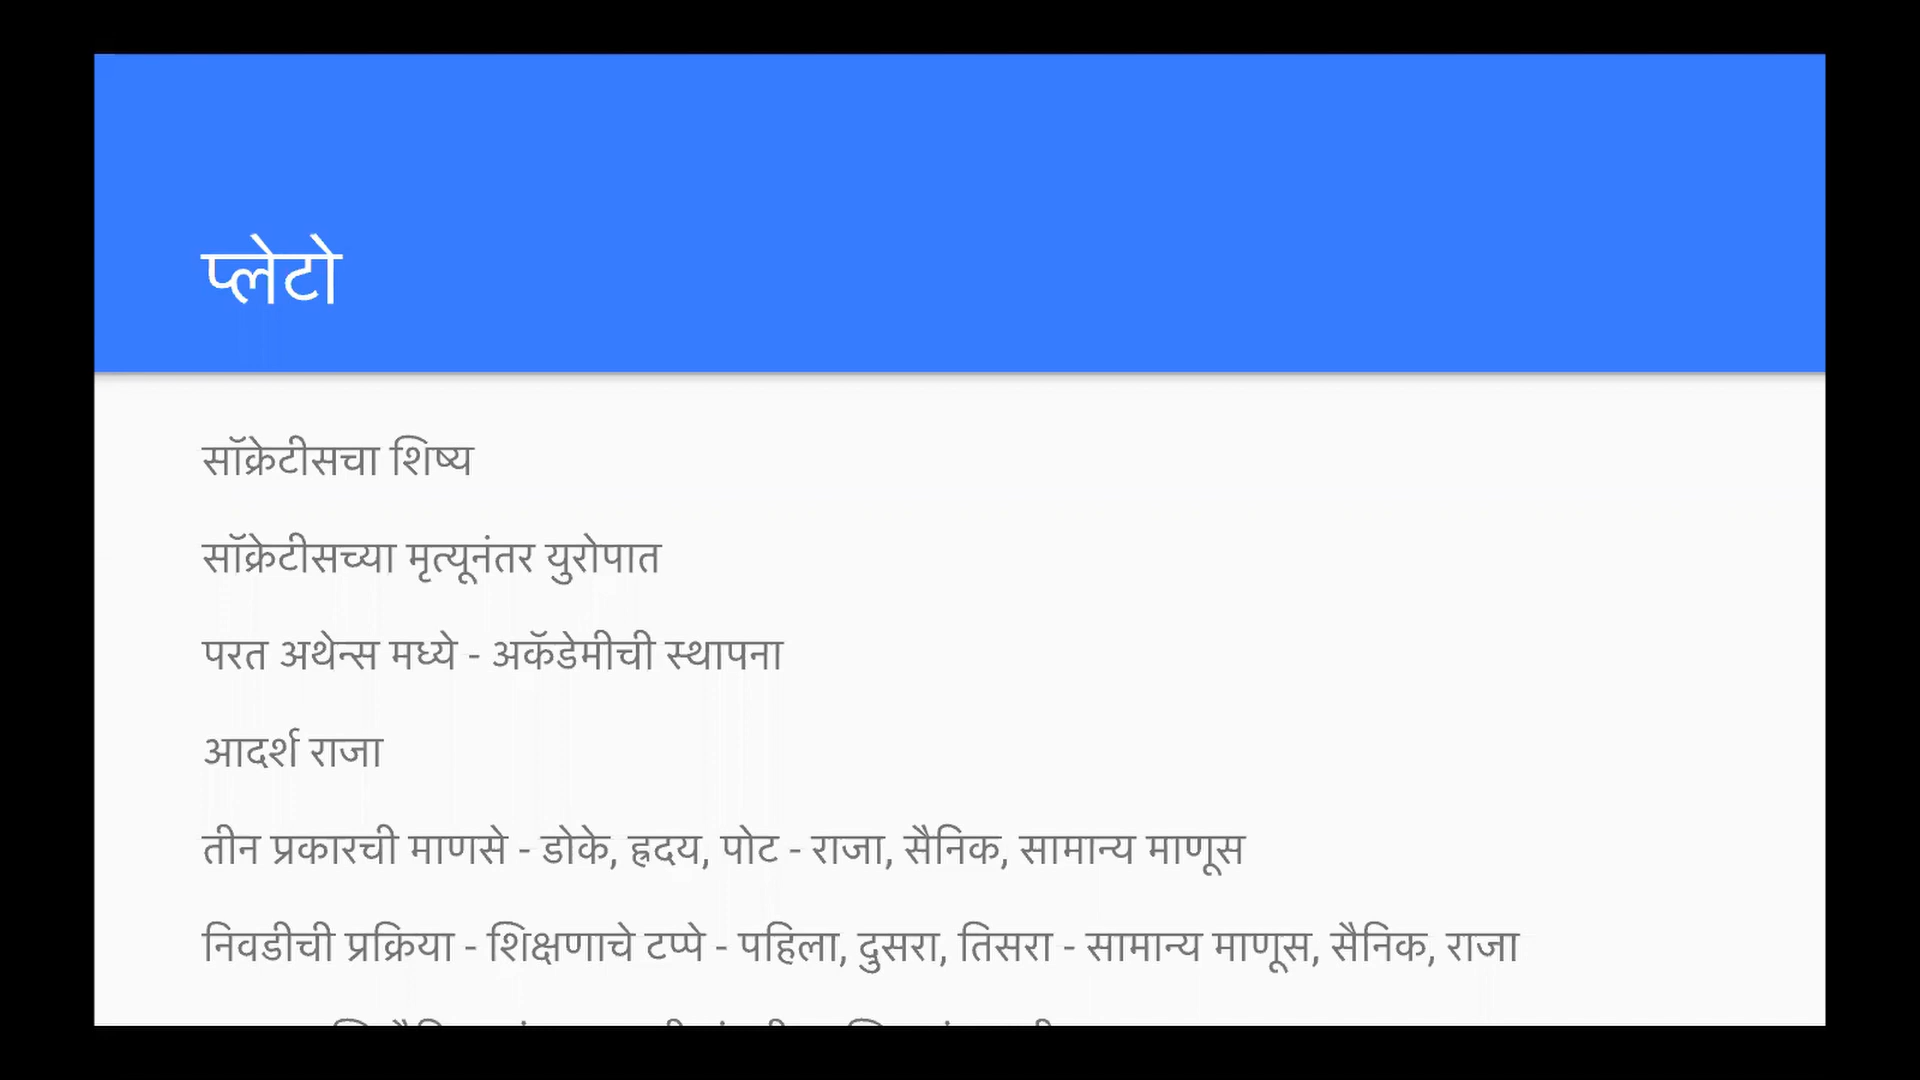 प्लेटो
सॉक्रेटीसचा शिष्य
सॉक्रेटीसच्या मृत्यूनंतर युरोपात
परत अथेन्स मध्ये - अकॅडेमीची स्थापना
आदर्श राजा
तीन प्रकारची माणसे - डोके, ह्रदय, पोट - राजा, सैनिक, सामान्य माणूस
निवडीची प्रक्रिया - शिक्षणाचे टप्पे - पहिला, दुसरा, तिसरा - सामान्य माणूस, सैनिक, राजा